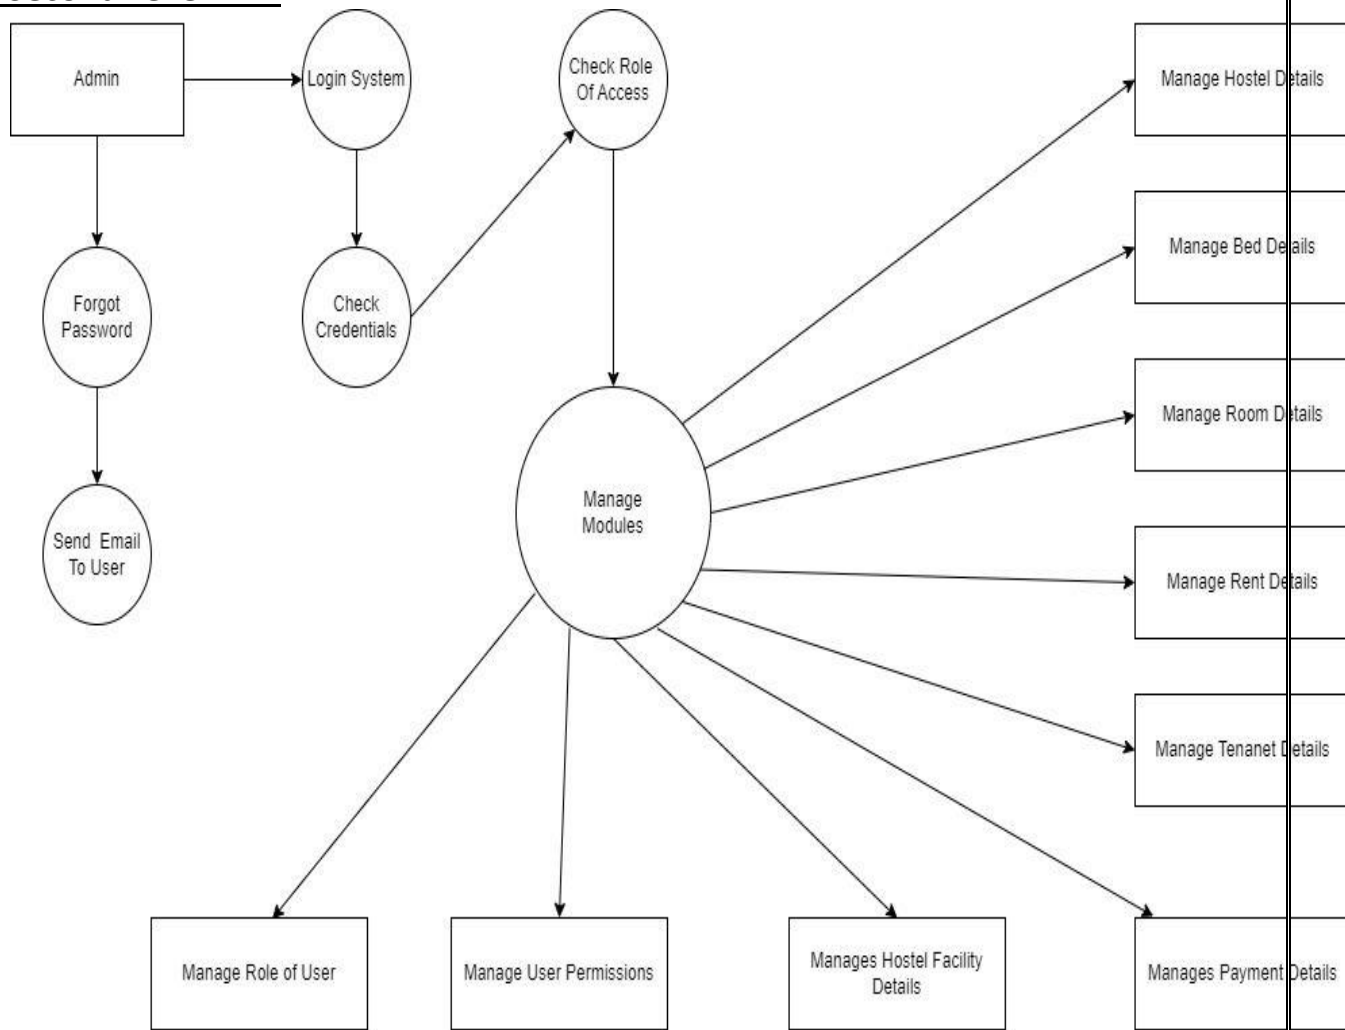 Admin
Login System
Check Role
Of Access
Manage Hostel Details
Manage Bed Details
Forgot
Password
Check
Credentials
Manage Room Details
Manage
Modules
Send Email
To User
Manage Rent Details
Manage Tenanet Details
Manage Role of User
Manage User Permissions
Manages Hostel Facility
Details
Manages Payment Details